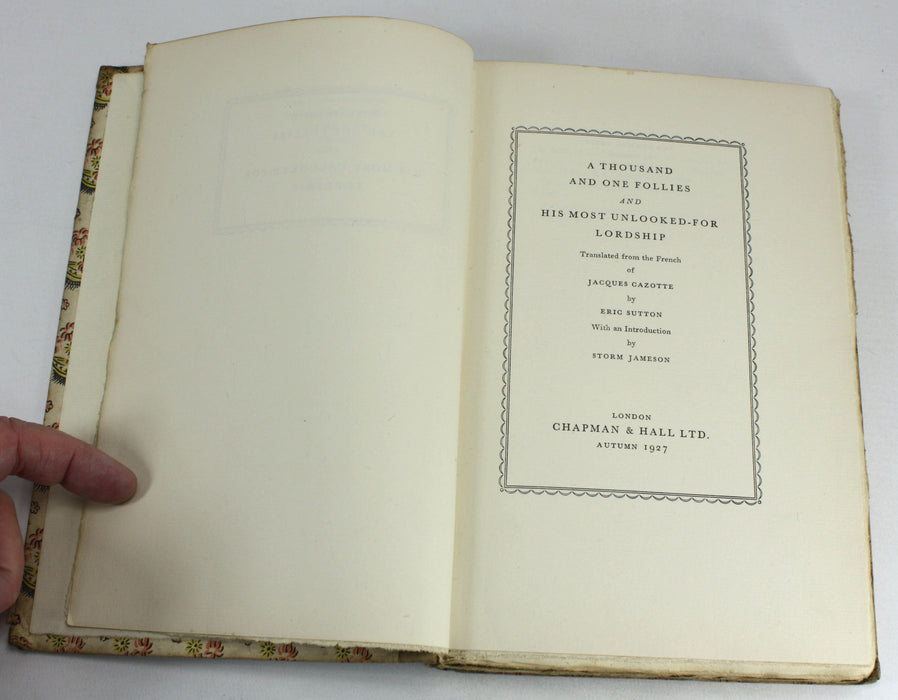 A THOUSAND
AND ONE FOLLIES
AND
HIS MOST UNLOOKED-FOR
LORDSHIP
Translated from the French
of
JACQUES CAZOTTE
by
ERIC SUTTON
With an Introduction
by
STORM JAMESON
LONDON
CHAPMAN & HALL LTD.
AUTUMN 1927